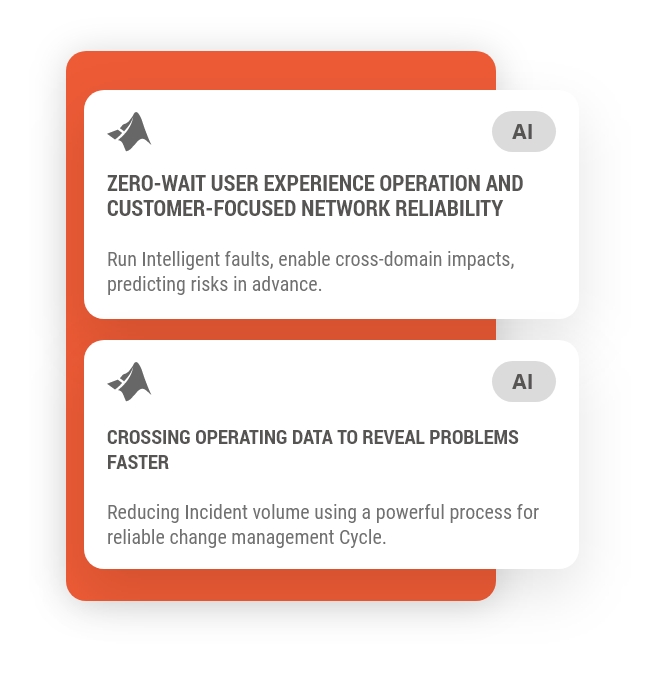 AI
ZERO-WAIT USER EXPERIENCE OPERATION AND
CUSTOMER-FOCUSED NETWORK RELIABILITY
Run Intelligent faults, enable cross-domain impacts,
predicting risks in advance.
AI
CROSSING OPERATING DATA TO REVEAL PROBLEMS
FASTER
Reducing Incident volume using a powerful process for
reliable change management Cycle.